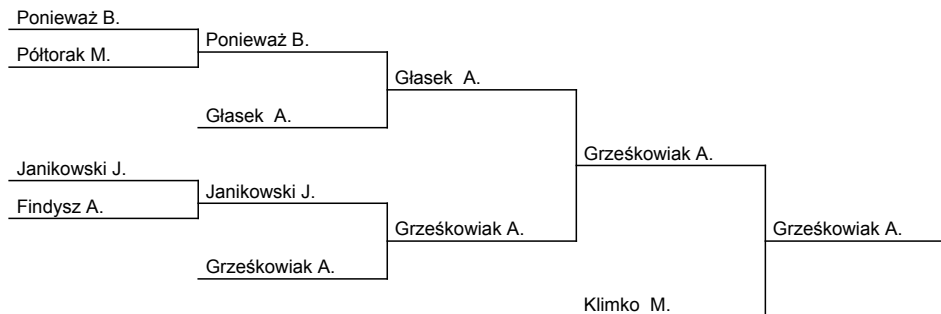 Ponieważ B.
Półtorak M.
Ponieważ B.
Głasek  A.
Głasek  A.
Janikowski J.
Findysz A.
Janikowski J.
Grześkowiak A.
Grześkowiak A.
Grześkowiak A.
Klimko  M.
Grześkowiak A.